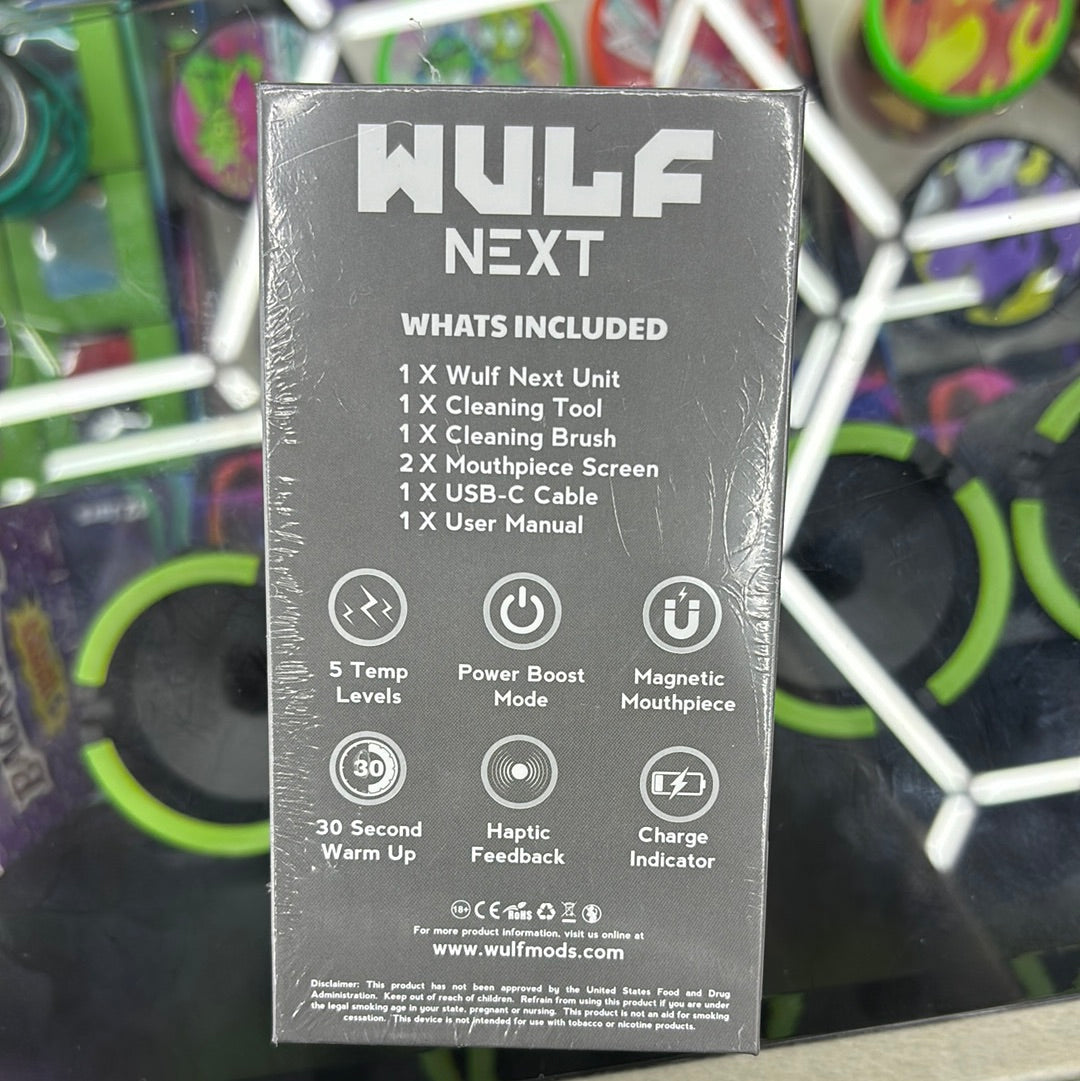 WULF
NEXT
WHATS INCLUDED
1 X Wulf Next Unit
1 X Cleaning Tool
1 X Cleaning Brush
2 X Mouthpiece Screen
1 X USB-C Cable
1 X User Manual
5 Temp
Levels
Power Boost
Mode
Magnetic
Mouthpiece
30
30 Second
Warm Up
Haptic
Feedback
Charge
Indicator
18+ CE RoHS
For more product information, visit us online at
www.wulfmods.com
Disclaimer: This product has not been approved by the United States Food and Drug
Administration. Keep out of reach of children. Refrain from using this product if you are under
the legal smoking age in your state, pregnant or nursing. This product is not an aid for smoking
cessation. This device is not intended for use with tobacco or nicotine products.